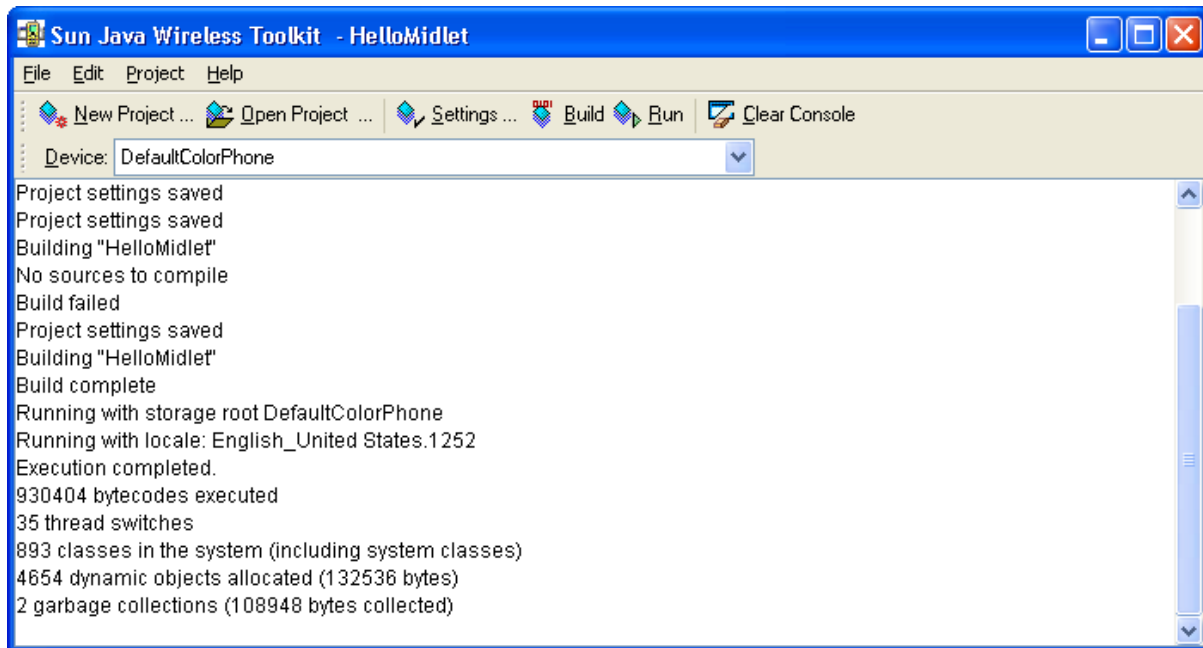 Sun Java Wireless Toolkit - HelloMidlet
File Edit Project Help
New Project ... Open Project ... Settings ... Build Run Clear Console
Device: DefaultColorPhone
Project settings saved
Project settings saved
Building "HelloMidlet"
No sources to compile
Build failed
Project settings saved
Building "HelloMidlet"
Build complete
Running with storage root DefaultColorPhone
Running with locale: English_United States.1252
Execution completed.
930404 bytecodes executed
35 thread switches
893 classes in the system (including system classes)
4654 dynamic objects allocated (132536 bytes)
2 garbage collections (108948 bytes collected)